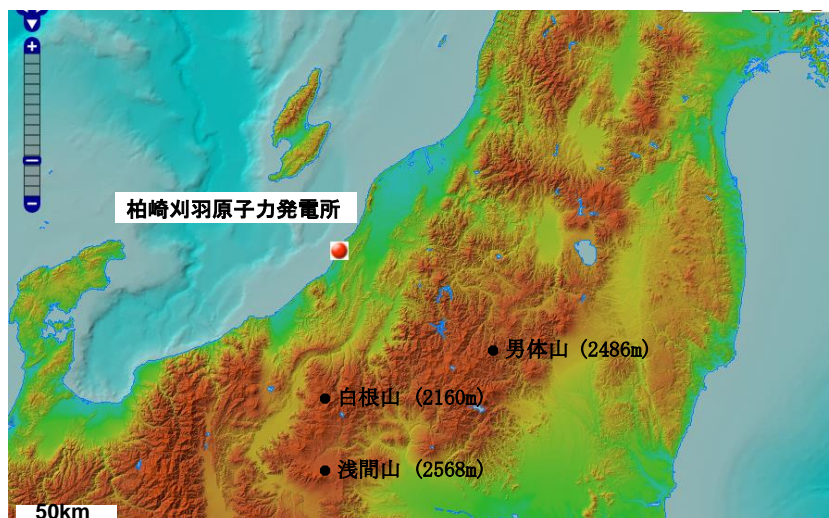 柏崎刈羽原子力発電所
男体山 (2486m)
白根山 (2160m)
浅間山 (2568m)
50km